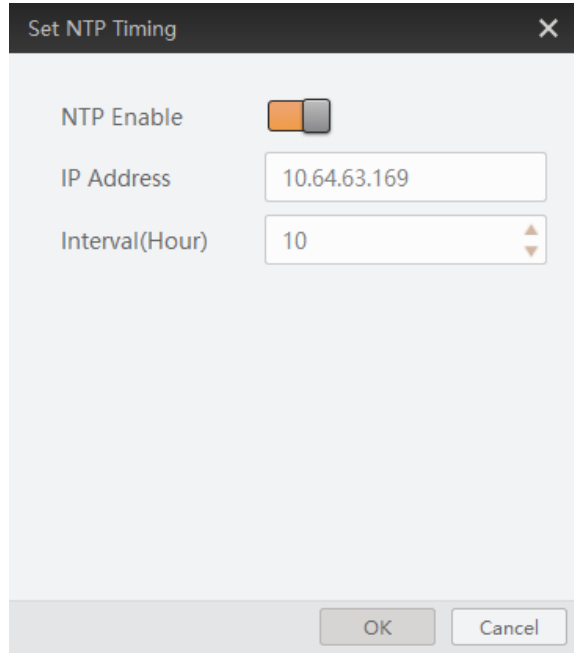 Set NTP Timing
NTP Enable
IP Address 10.64.63.169
Interval(Hour) 10
OK Cancel